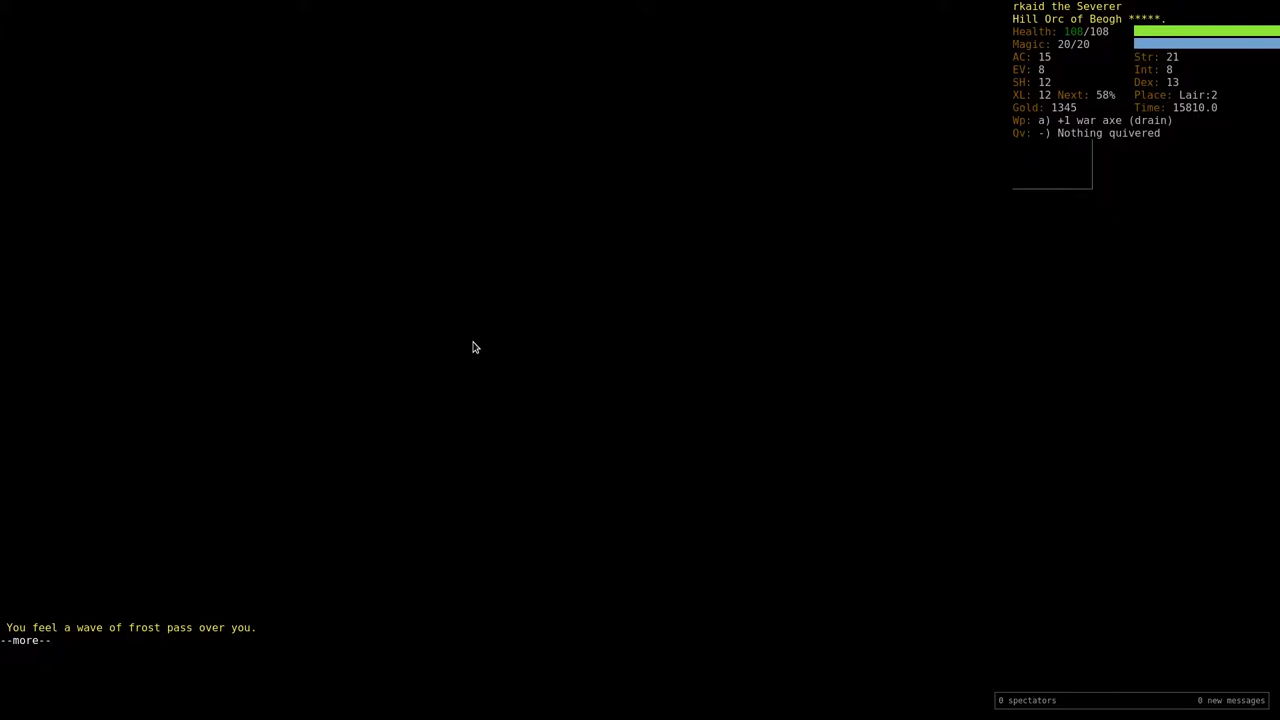 rkaid the Severer
Hill Orc of Beogh *****.
Health: 108/108
Magic: 20/20
AC: 15 Str: 21
EV: 8 Int: 8
SH: 12 Dex: 13
XL: 12 Next: 58% Place: Lair:2
Gold: 1345 Time: 15810.0
Wp: a) +1 war axe (drain)
Qv: -) Nothing quivered
You feel a wave of frost pass over you.
--more--
0 spectators 0 new messages